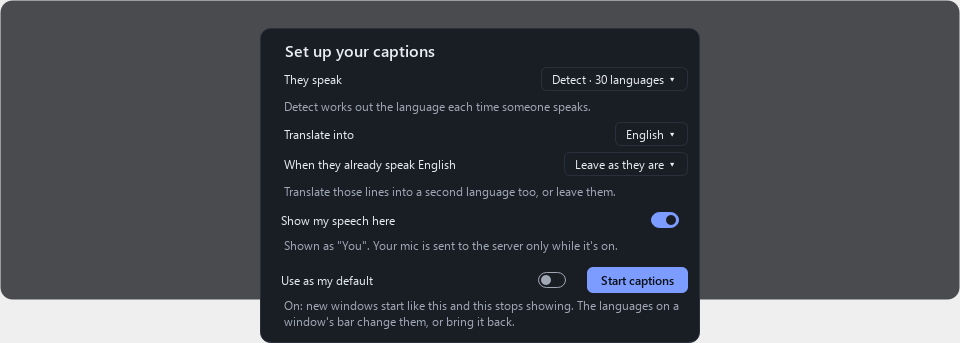 Set up your captions
They speak
Detect · 30 languages ▾
Detect works out the language each time someone speaks.
Translate into
English ▾
When they already speak English
Leave as they are ▾
Translate those lines into a second language too, or leave them.
Show my speech here
Shown as "You". Your mic is sent to the server only while it's on.
Use as my default
Start captions
On: new windows start like this and this stops showing. The languages on a
window's bar change them, or bring it back.